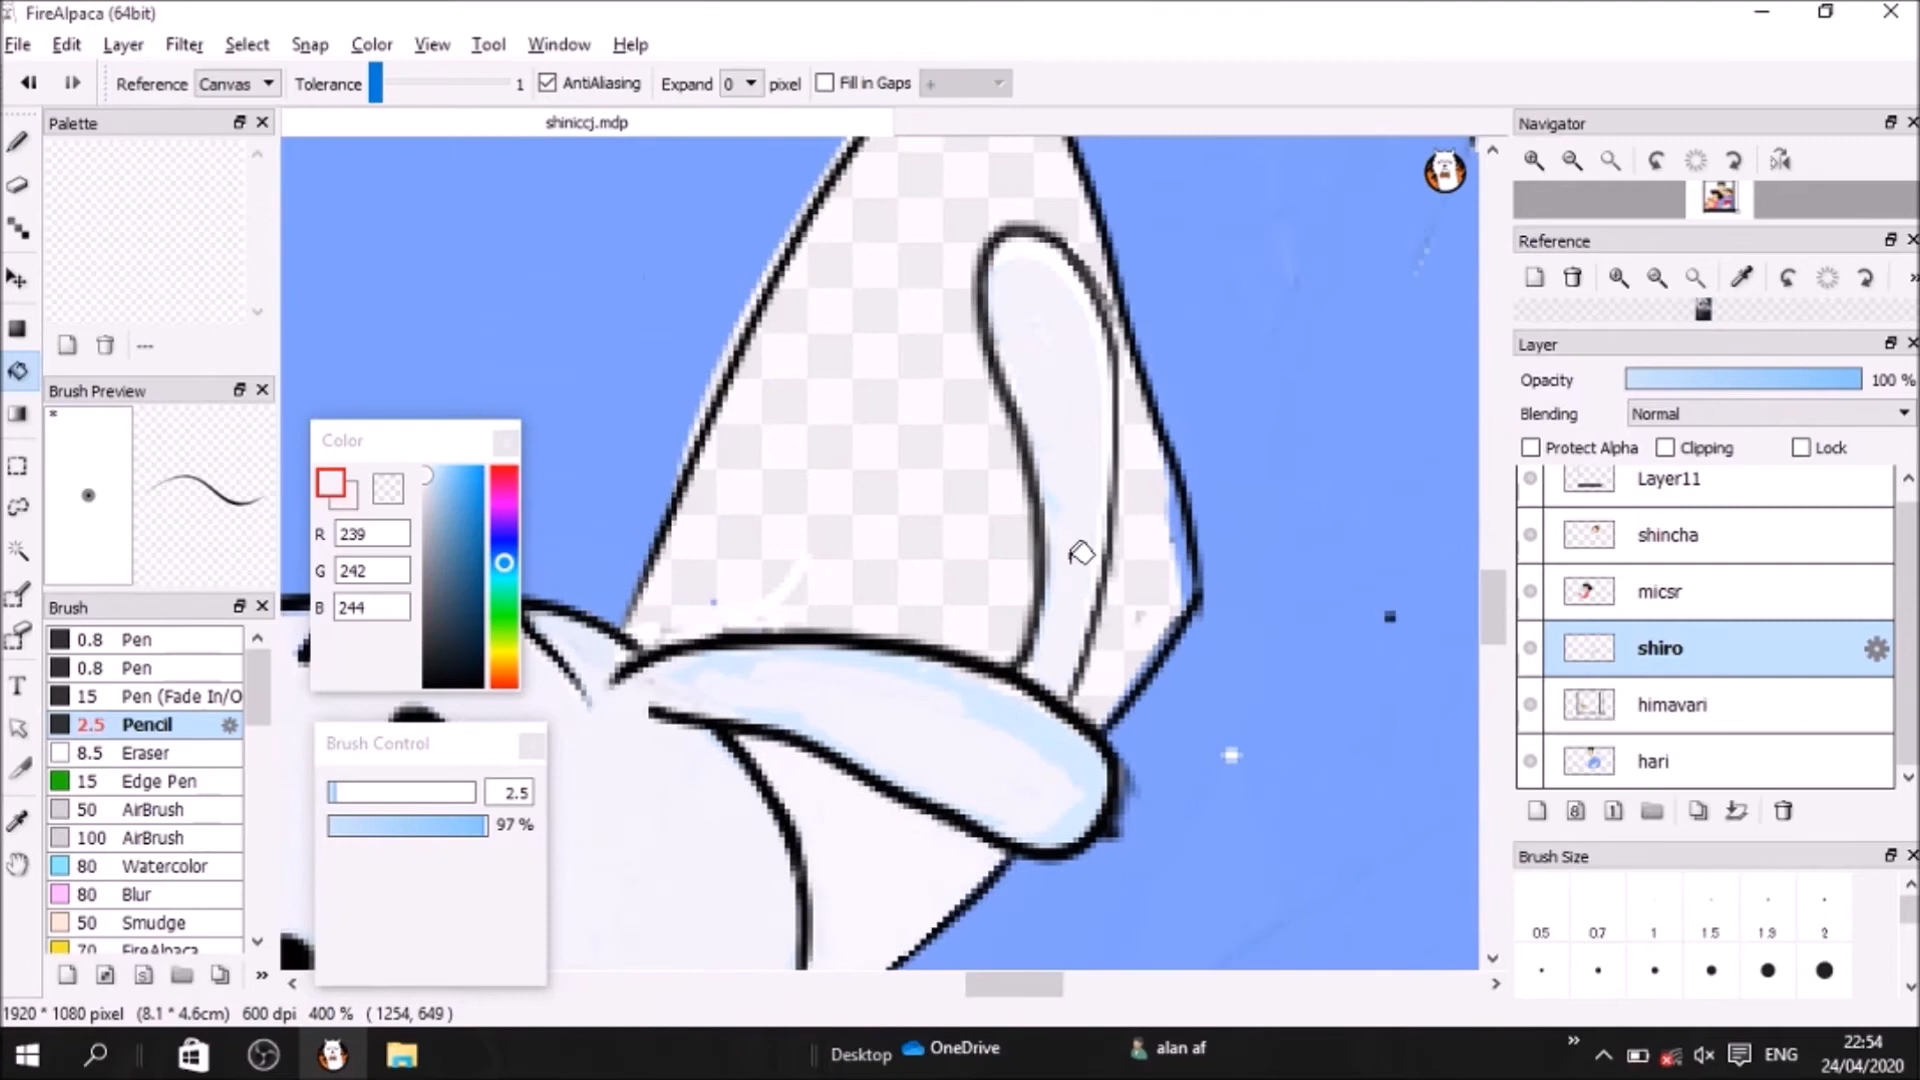 FireAlpaca (64bit)
File Edit Layer Filter Select Snap Color View Tool Window Help
Reference Canvas Tolerance 1 AntiAliasing Expand 0 pixel Fill in Gaps +
Palette
shiniccj.mdp
Navigator
Reference
Layer
Opacity 100 %
Blending Normal
Protect Alpha Clipping Lock
Layer11
shincha
micsr
shiro
himavari
hari
Brush Size
0.5 0.7 1 1.5 1.9 2
---
Brush Preview
Color
R 239
G 242
B 244
Brush Control
2.5
97 %
Brush
0.8 Pen
0.8 Pen
15 Pen (Fade In/O
2.5 Pencil
8.5 Eraser
15 Edge Pen
50 AirBrush
100 AirBrush
80 Watercolor
80 Blur
50 Smudge
70 FireAlpaca
1920 * 1080 pixel (8.1 * 4.6cm) 600 dpi 400 % ( 1254, 649 )
Desktop OneDrive alan af ENG
22:54
24/04/2020